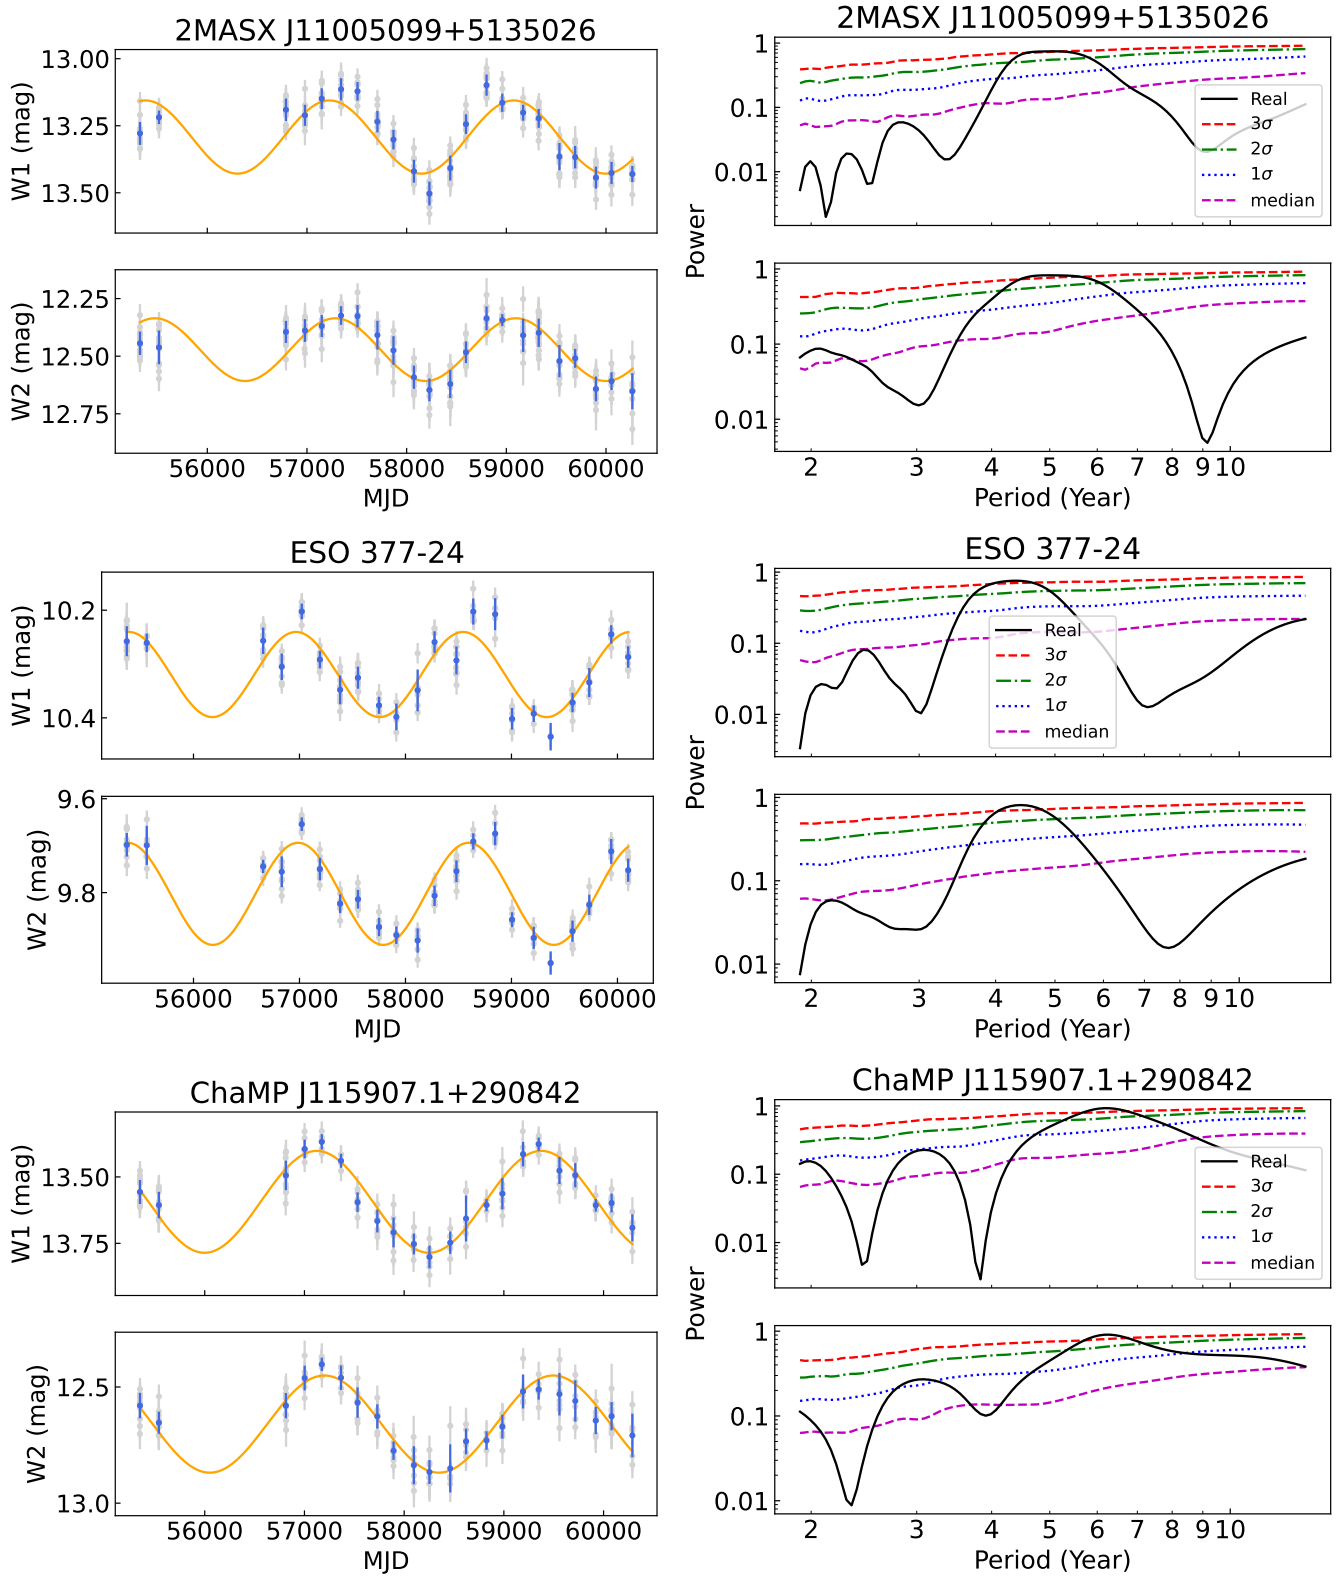 2MASX J11005099+5135026
W1 (mag)
13.00
13.25
13.50
W2 (mag)
12.25
12.50
12.75
56000 57000 58000 59000 60000
MJD
2MASX J11005099+5135026
Power
1
0.1
0.01
Real
3σ
2σ
1σ
median
1
0.1
0.01
2 3 4 5 6 7 8 9 10
Period (Year)
ESO 377-24
W1 (mag)
10.2
10.4
W2 (mag)
9.6
9.8
56000 57000 58000 59000 60000
MJD
ESO 377-24
Power
1
0.1
0.01
Real
3σ
2σ
1σ
median
1
0.1
0.01
2 3 4 5 6 7 8 9 10
Period (Year)
ChaMP J115907.1+290842
W1 (mag)
13.50
13.75
W2 (mag)
12.5
13.0
56000 57000 58000 59000 60000
MJD
ChaMP J115907.1+290842
Power
1
0.1
0.01
Real
3σ
2σ
1σ
median
1
0.1
0.01
2 3 4 5 6 7 8 9 10
Period (Year)